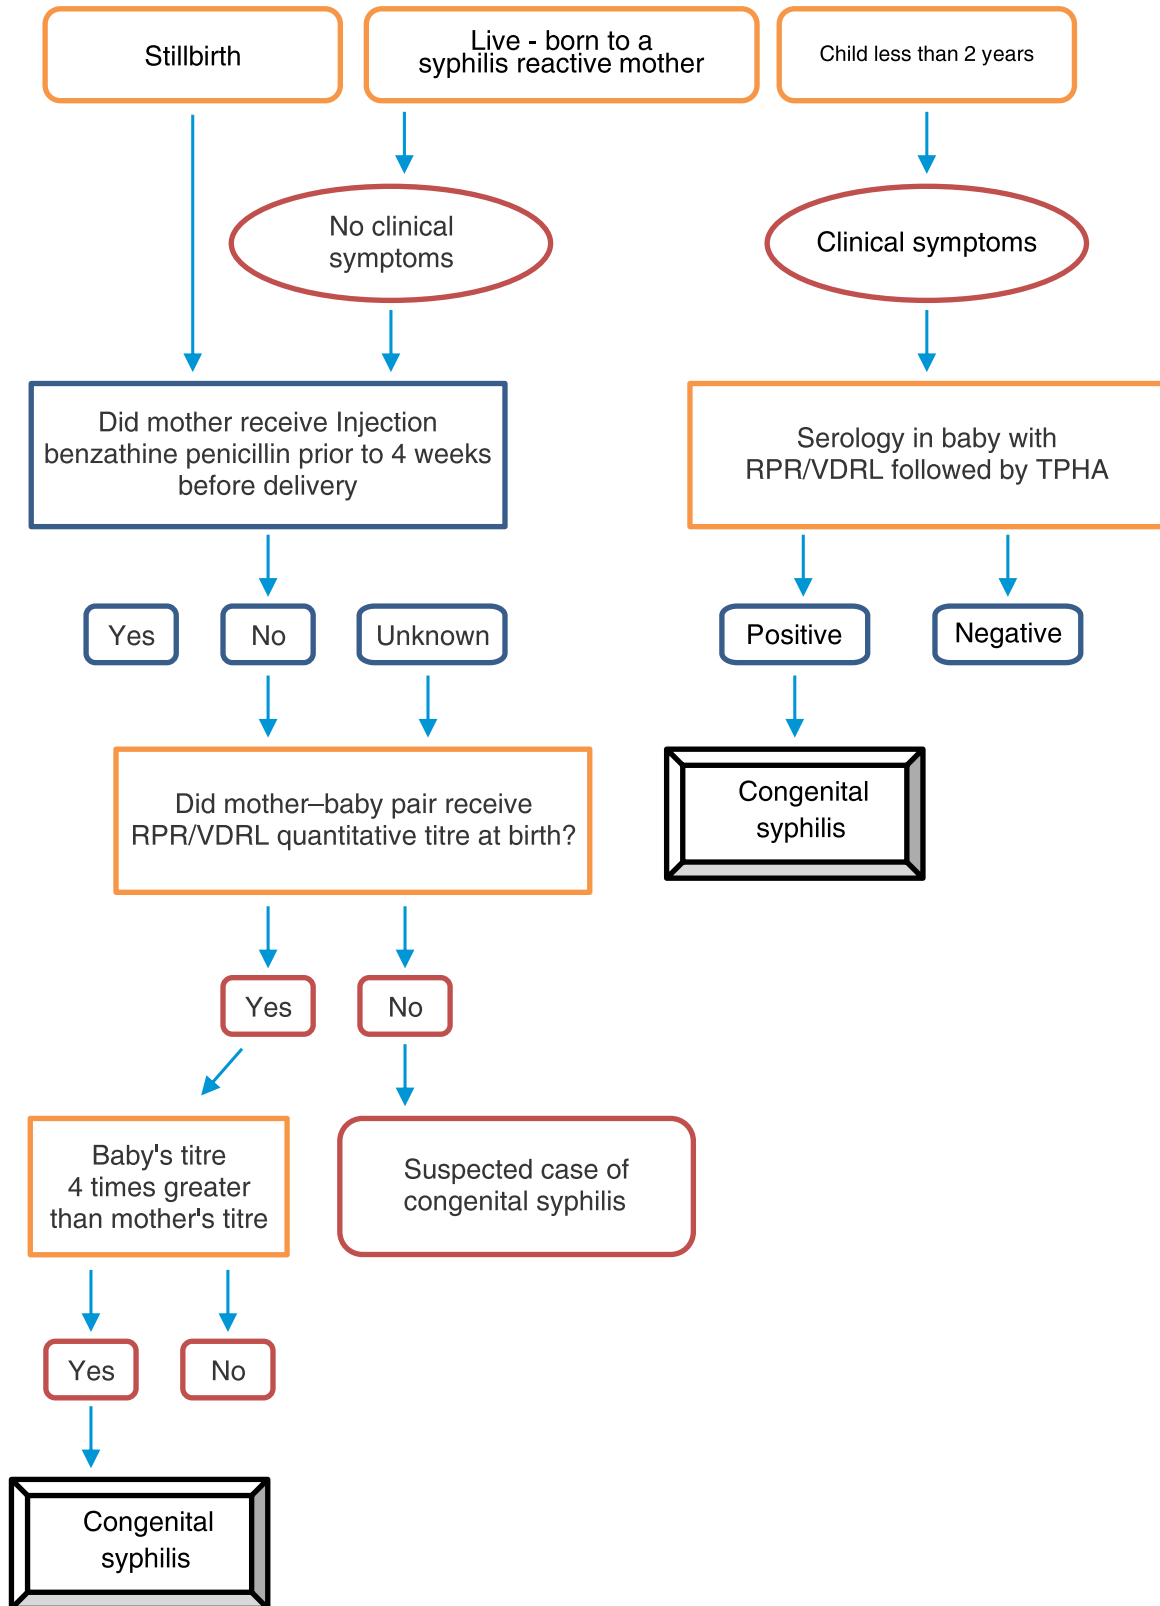 Stillbirth
Live - born to a
syphilis reactive mother
Child less than 2 years
No clinical
symptoms
Clinical symptoms
Did mother receive Injection
benzathine penicillin prior to 4 weeks
before delivery
Serology in baby with
RPR/VDRL followed by TPHA
Yes
No
Unknown
Positive
Negative
Did mother–baby pair receive
RPR/VDRL quantitative titre at birth?
Congenital
syphilis
Yes
No
Baby's titre
4 times greater
than mother's titre
Suspected case of
congenital syphilis
Yes
No
Congenital
syphilis